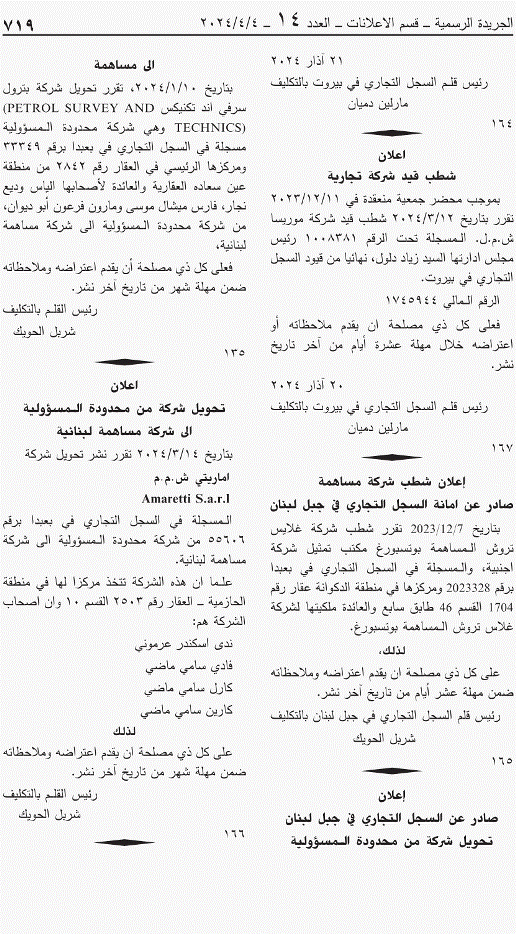 الجريدة الرسمية ــ قسم الاعلانات ــ العدد ١٤ ــ ٢٠٢٤/٤/٤
٧١٩
٢١ آذار ٢٠٢٤
رئيس قلم السجل التجاري في بيروت بالتكليف
مارلين دميان
١٦٤
اعلان
شطب قيد شركة تجارية
بموجب محضر جمعية منعقدة في ٢٠٢٣/١٢/١١
تقرر بتاريخ ٢٠٢٤/٣/١٢ شطب قيد شركة موريسا
ش.م.ل. المسجلة تحت الرقم ١٠٠٨٣٨١ رئيس
مجلس ادارتها السيد زياد دلول، نهائيا من قيود السجل
التجاري في بيروت.
الرقم المالي ١٧٤٥٩٤٤
فعلى كل ذي مصلحة ان يقدم ملاحظاته أو
اعتراضه خلال مهلة عشرة أيام من آخر تاريخ
نشر.
٢٠ آذار ٢٠٢٤
رئيس قلم السجل التجاري في بيروت بالتكليف
مارلين دميان
١٦٧
إعلان شطب شركة مساهمة
صادر عن امانة السجل التجاري في جبل لبنان
بتاريخ 2023/12/7 تقرر شطب شركة غلابس
تروش المساهمة بوتسبورغ مكتب تمثيل شركة
اجنبية، والمسجلة في السجل التجاري في بعبدا
برقم 2023328 ومركزها في منطقة الدكوانة عقار رقم
1704 القسم 46 طابق سابع والعائدة ملكيتها لشركة
غلاس تروش المساهمة بونسبورغ.
لذلك،
على كل ذي مصلحة ان يقدم اعتراضه وملاحظاته
ضمن مهلة عشر أيام من تاريخ آخر نشر.
رئيس قلم السجل التجاري في جبل لبنان بالتكليف
شربل الحويك
١٦٥
إعلان
صادر عن السجل التجاري في جبل لبنان
تحويل شركة من محدودة المسؤولية
الى مساهمة
بتاريخ ٢٠٢٤/١/١٠، تقرر تحويل شركة بترول
سرفي اند تكنيكس (PETROL SURVEY AND
TECHNICS) وهي شركة محدودة المسؤولية
مسجلة في السجل التجاري في بعبدا برقم ٣٣٣٤٩
ومركزها الرئيسي في العقار رقم ٢٨٤٢ من منطقة
عين سعاده العقارية والعائدة لأصحابها الياس وديع
نجار، فارس ميشال موسى ومارون فرعون أبو ديوان،
من شركة محدودة المسؤولية الى شركة مساهمة
لبنانية،
فعلى كل ذي مصلحة أن يقدم اعتراضه وملاحظاته
ضمن مهلة شهر من تاريخ آخر نشر.
رئيس القلم بالتكليف
شربل الحويك
١٣٥
اعلان
تحويل شركة من محدودة المسؤولية
الى شركة مساهمة لبنانية
بتاريخ ٢٠٢٤/٣/١٤ تقرر نشر تحويل شركة
اماريتي ش.م.م
Amaretti S.a.r.l
المسجلة في السجل التجاري في بعبدا برقم
٥٥٦٠٦ من شركة محدودة المسؤولية الى شركة
مساهمة لبنانية.
علما ان هذه الشركة تتخذ مركزا لها في منطقة
الحازمية ــ العقار رقم ٢٥٠٣ القسم ١٠ وان اصحاب
الشركة هم:
ندى اسكندر عرموني
فادي سامي ماضي
كارل سامي ماضي
كارين سامي ماضي
لذلك
على كل ذي مصلحة ان يقدم اعتراضه وملاحظاته
ضمن مهلة شهر من تاريخ آخر نشر.
رئيس القلم بالتكليف
شربل الحويك
١٦٦